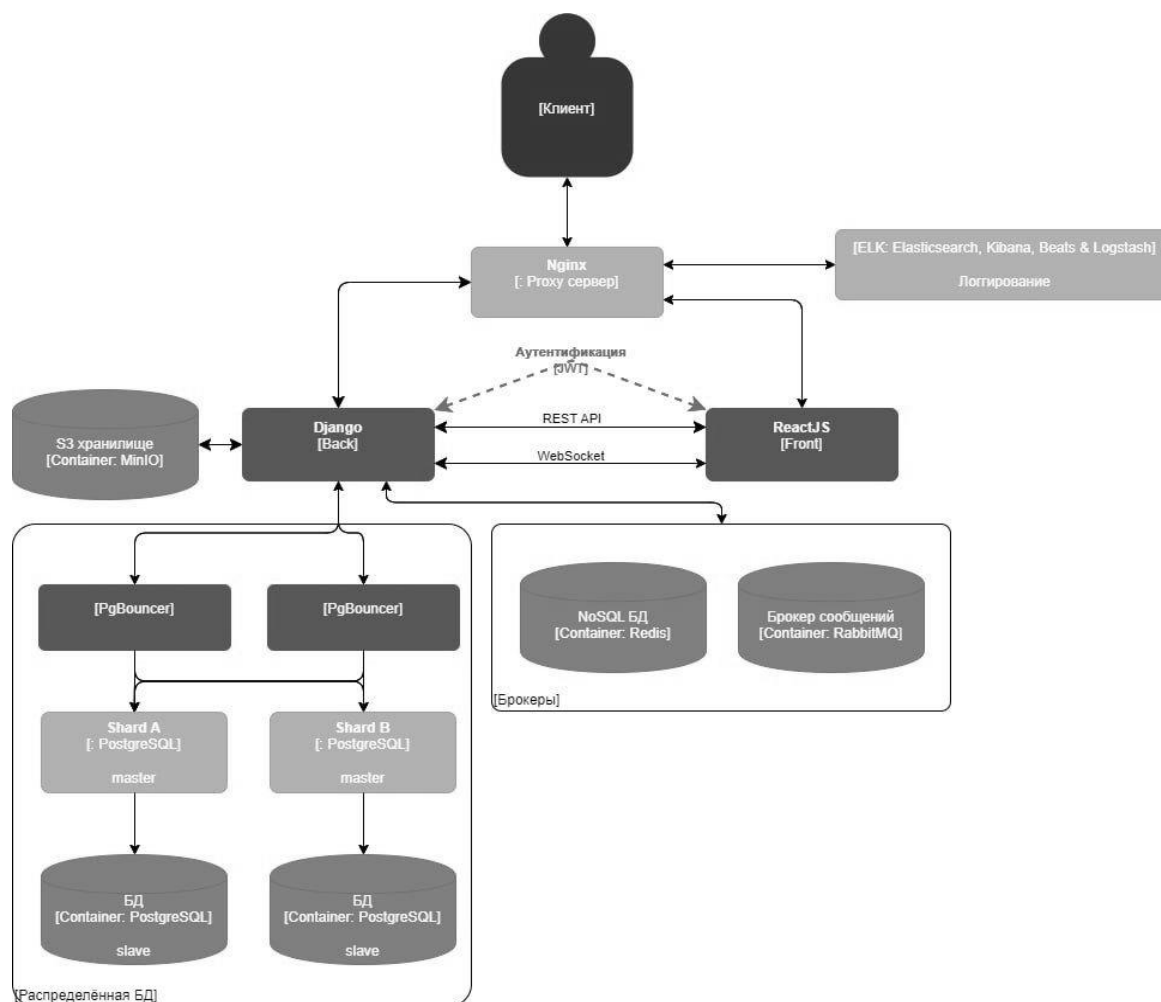 [Клиент]
Nginx
[: Proxy сервер]
[ELK: Elasticsearch, Kibana, Beats & Logstash]
Логгирование
Аутентификация
[JWT]
S3 хранилище
[Container: MinIO]
Django
[Back]
REST API
WebSocket
ReactJS
[Front]
[PgBouncer]
[PgBouncer]
NoSQL БД
[Container: Redis]
Брокер сообщений
[Container: RabbitMQ]
[Брокеры]
Shard A
[: PostgreSQL]
master
Shard B
[: PostgreSQL]
master
БД
[Container: PostgreSQL]
slave
БД
[Container: PostgreSQL]
slave
[Распределённая БД]